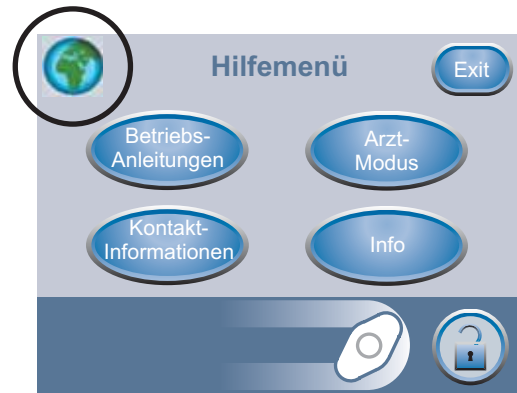 Hilfemenü
Exit
Betriebs-
Anleitungen
Arzt-
Modus
Kontakt-
Informationen
Info